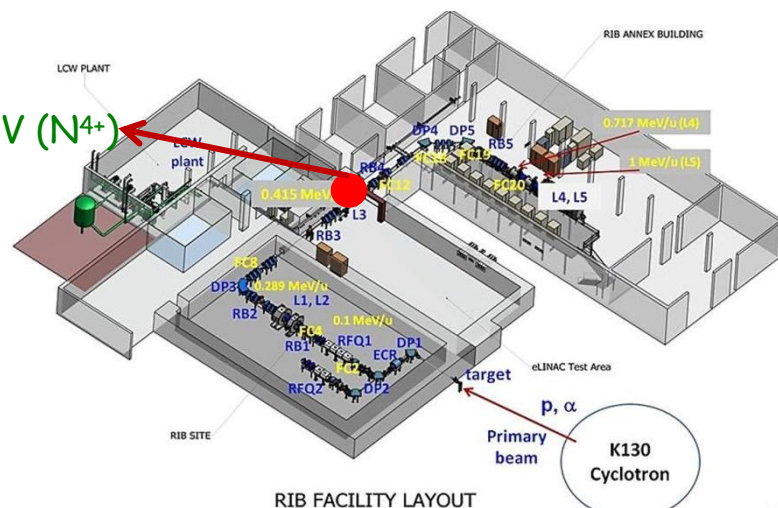 RIB ANNEX BUILDING
LCW PLANT
V (N4+)
LCW
plant
0.717 MeV/u (L4)
1 MeV/u (L5)
DP4
DP5
RB5
FC19
FC20
L4, L5
RB4
FC12
0.415 MeV/
L3
RB3
FC8
DP3
0.289 MeV/u
L1, L2
RB2
0.1 MeV/u
FC4
RB1
RFQ1
DP1
ECR
FC2
RFQ2
DP2
eLINAC Test Area
target
p, α
Primary
beam
K130
Cyclotron
RIB SITE
RIB FACILITY LAYOUT